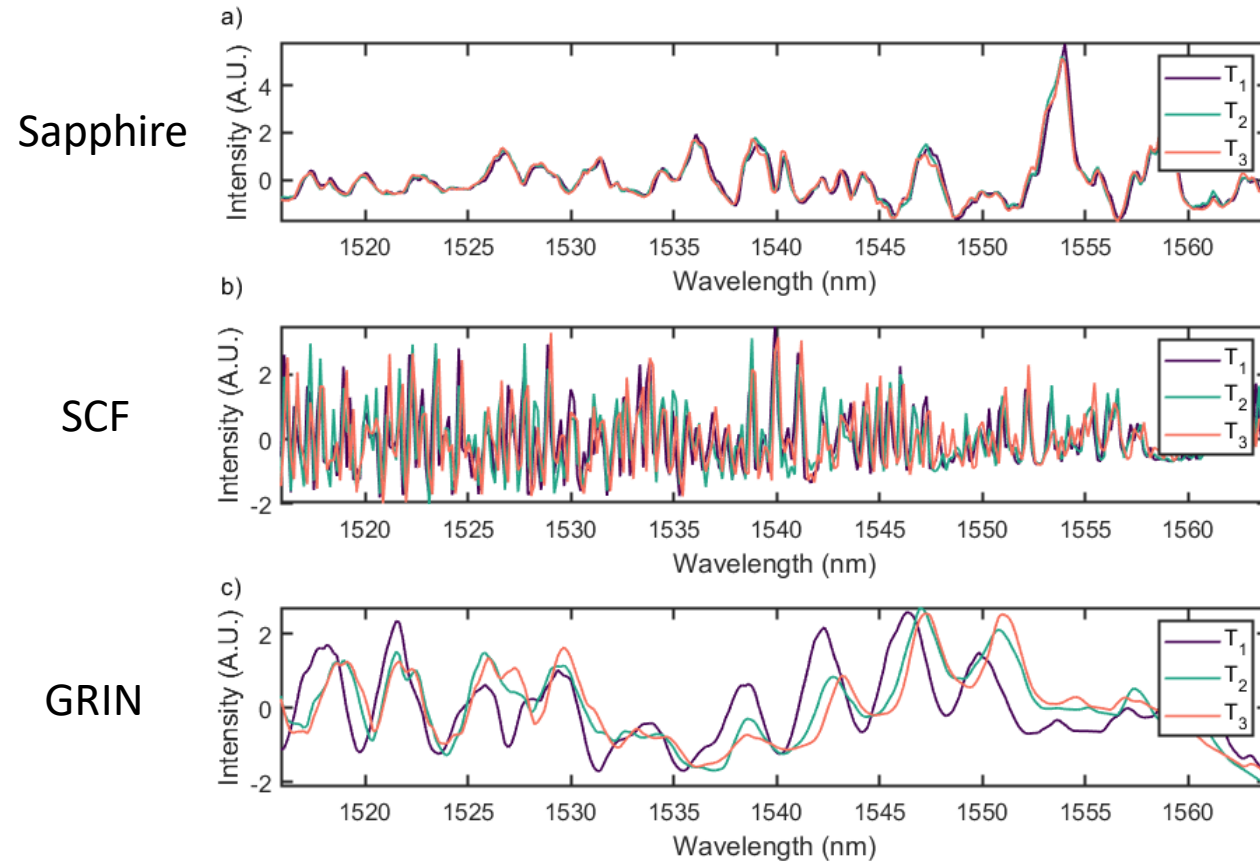 a)
Sapphire
Intensity (A.U.)
4
2
0
T₁
T₂
T₃
1520 1525 1530 1535 1540 1545 1550 1555 1560
Wavelength (nm)
b)
SCF
Intensity (A.U.)
2
0
-2
T₁
T₂
T₃
1520 1525 1530 1535 1540 1545 1550 1555 1560
Wavelength (nm)
c)
GRIN
Intensity (A.U.)
2
0
-2
T₁
T₂
T₃
1520 1525 1530 1535 1540 1545 1550 1555 1560
Wavelength (nm)